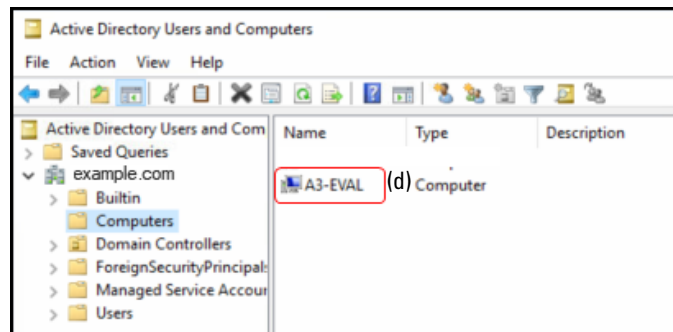 Active Directory Users and Computers
File Action View Help
Active Directory Users and Com
Name Type Description
Saved Queries
example.com
A3-EVAL (d) Computer
Builtin
Computers
Domain Controllers
ForeignSecurityPrincipals
Managed Service Accour
Users